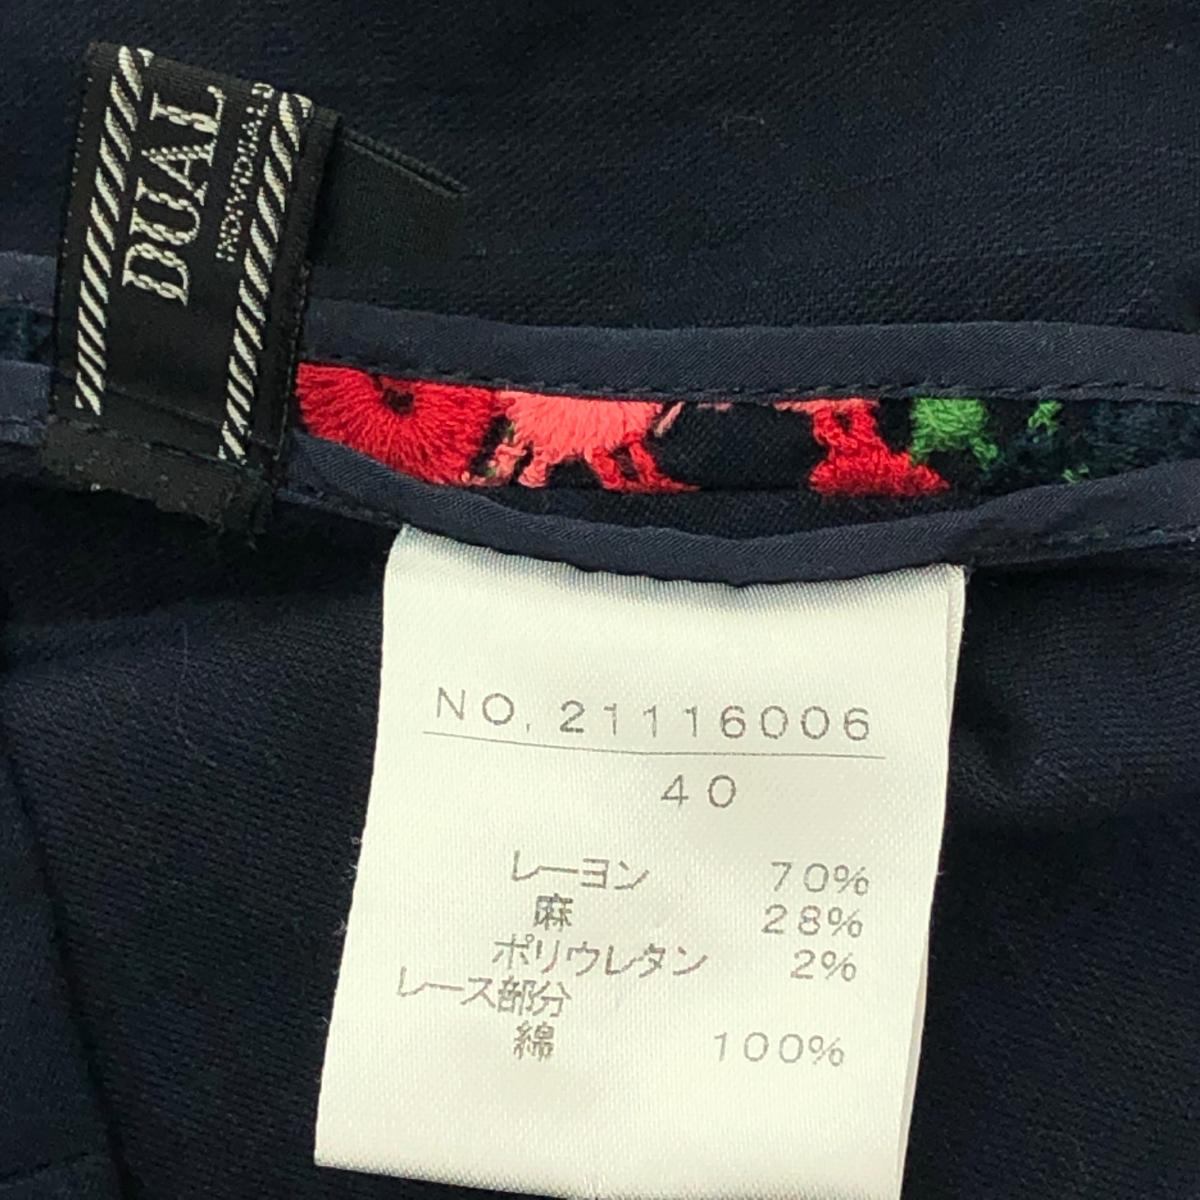 DUAL
INDIVIDUALD
NO. 21116006
40
レーヨン 70%
麻 28%
ポリウレタン 2%
レース部分
綿 100%